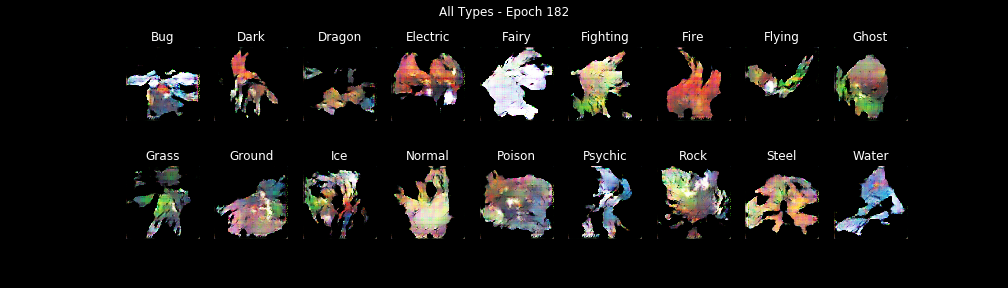 All Types - Epoch 182
Bug Dark Dragon Electric Fairy Fighting Fire Flying Ghost
Grass Ground Ice Normal Poison Psychic Rock Steel Water